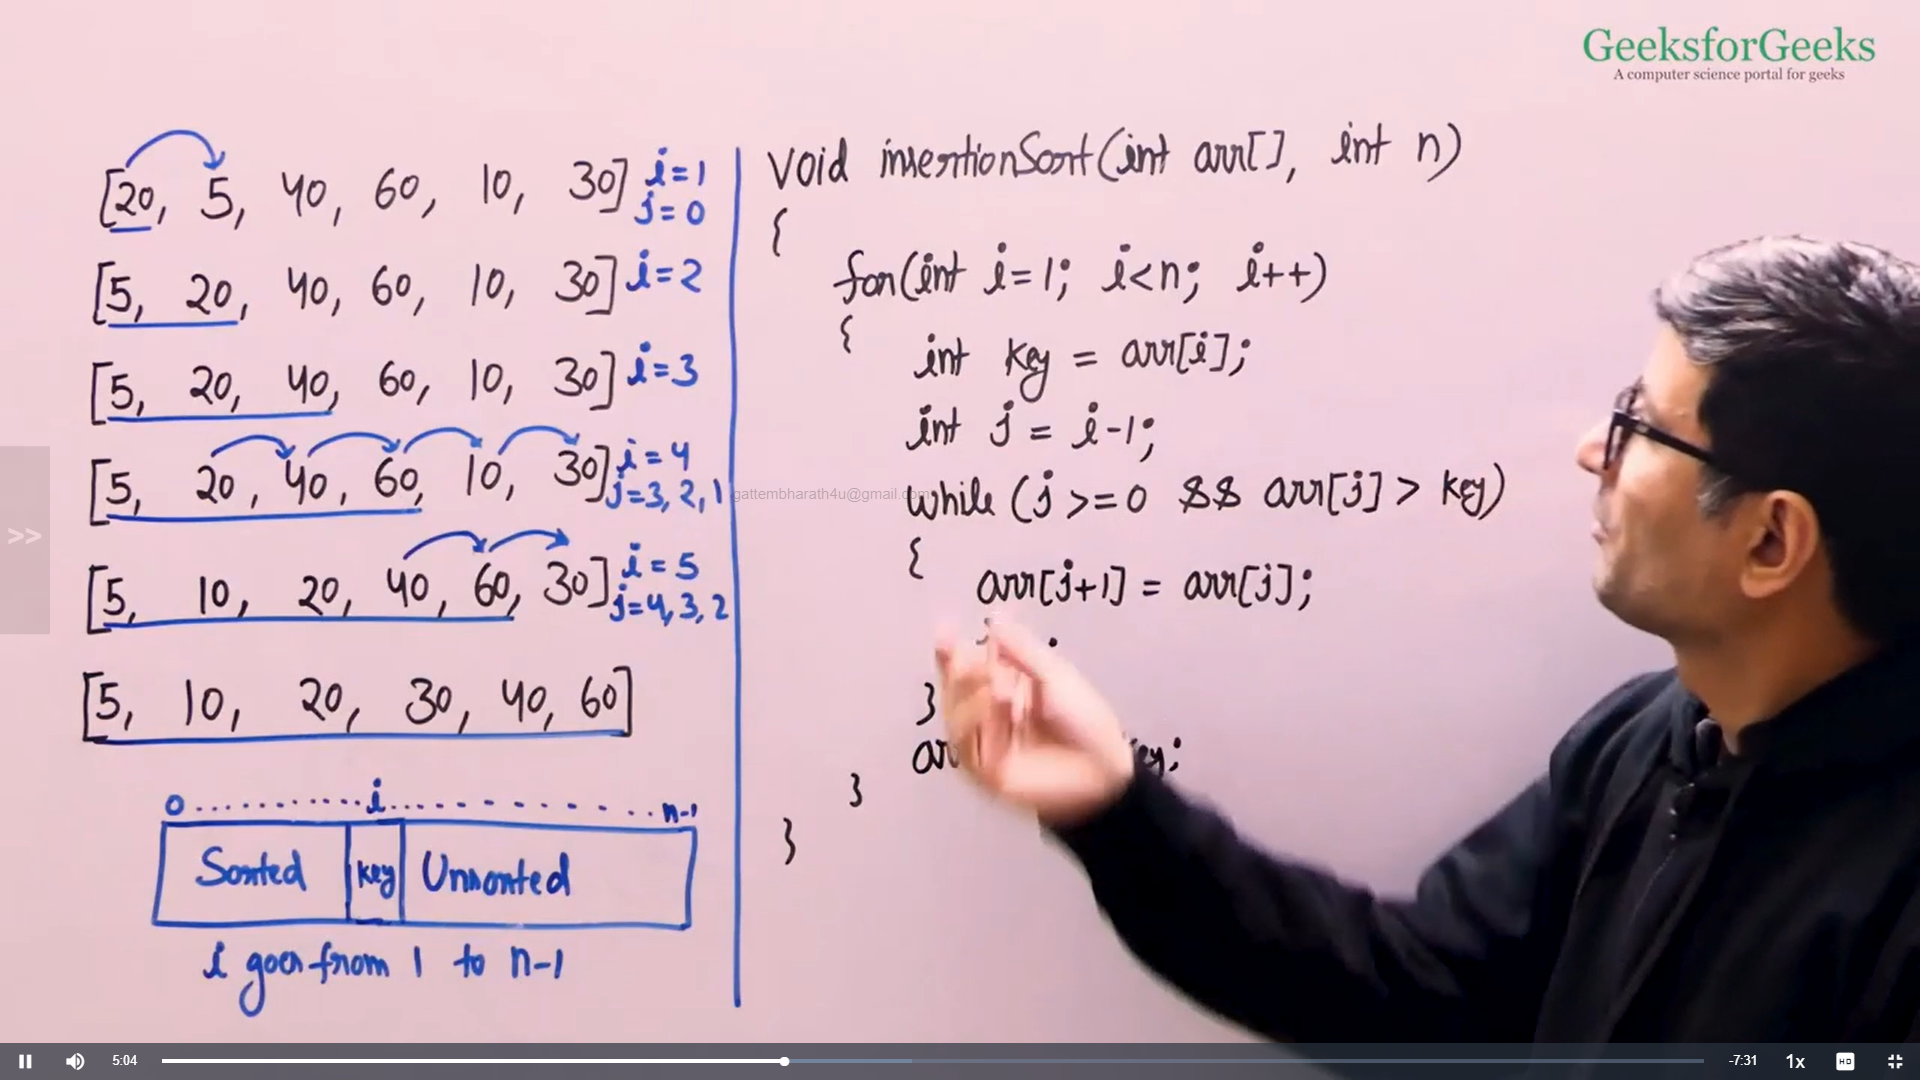 GeeksforGeeks
A computer science portal for geeks
[20, 5, 40, 60, 10, 30] i=1
j=0
[5, 20, 40, 60, 10, 30] i=2
[5, 20, 40, 60, 10, 30] i=3
[5, 20, 40, 60, 10, 30] i=4
j=3, 2, 1
[5, 10, 20, 40, 60, 30] i=5
j=4, 3, 2
[5, 10, 20, 30, 40, 60]
0 i n-1
Sorted key Unsorted
i goes from 1 to n-1
void insertionSort(int arr[], int n)
{
for(int i=1; i<n; i++)
{
int key = arr[i];
int j = i-1;
gattembharath4u@gmail.com
while (j >=0 && arr[j] > key)
{
arr[j+1] = arr[j];
}
}
}
>>
5:04 -7:31 1x HD